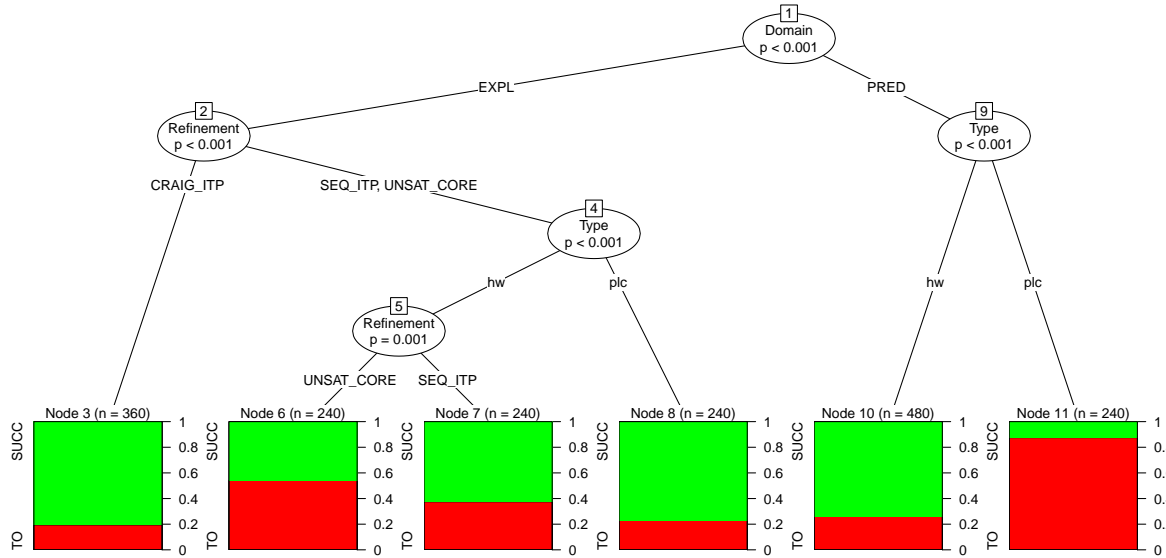 1
Domain
p < 0.001
EXPL
PRED
2
Refinement
p < 0.001
9
Type
p < 0.001
CRAIG_ITP
SEQ_ITP, UNSAT_CORE
4
Type
p < 0.001
hw
plc
hw
plc
5
Refinement
p = 0.001
UNSAT_CORE
SEQ_ITP
Node 3 (n = 360)
TO
SUCC
0
0.2
0.4
0.6
0.8
1
Node 6 (n = 240)
TO
SUCC
0
0.2
0.4
0.6
0.8
1
Node 7 (n = 240)
TO
SUCC
0
0.2
0.4
0.6
0.8
1
Node 8 (n = 240)
TO
SUCC
0
0.2
0.4
0.6
0.8
1
Node 10 (n = 480)
TO
SUCC
0
0.2
0.4
0.6
0.8
1
Node 11 (n = 240)
TO
SUCC
0
0.
0.
0.
0.
1